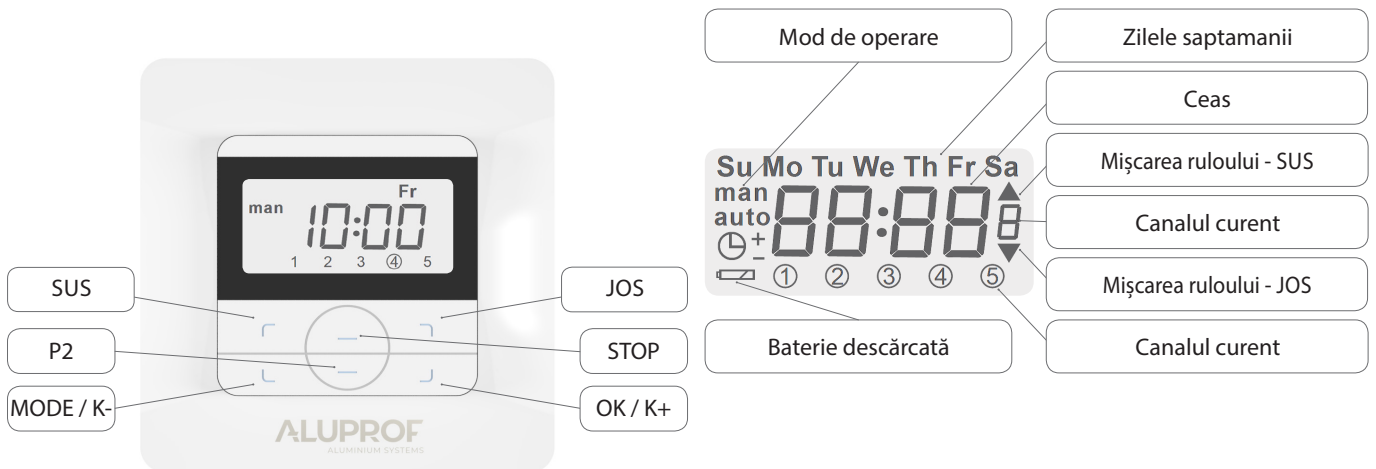 Mod de operare
Zilele saptamanii
Ceas
Mișcarea ruloului - SUS
Canalul curent
Mișcarea ruloului - JOS
Canalul curent
Baterie descărcată
Su Mo Tu We Th Fr Sa
man
auto
88:88
8
+
-
① ② ③ ④ ⑤
Fr
man
10:00
1 2 3 ④ 5
SUS
P2
MODE / K-
JOS
STOP
OK / K+
ALUPROF
ALUMINIUM SYSTEMS